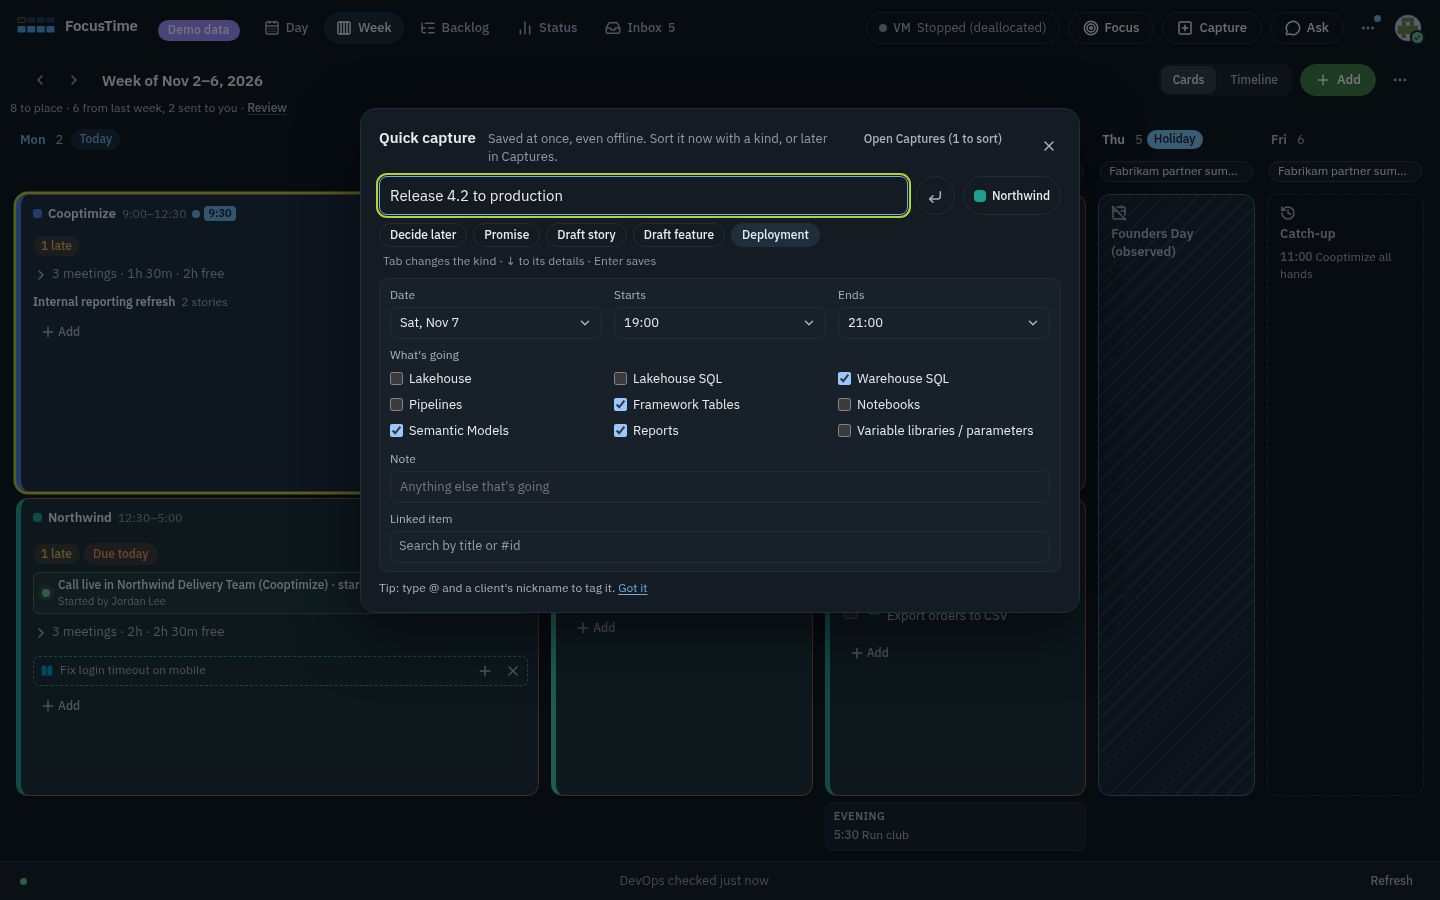 FocusTime
Demo data
Day
Week
Backlog
Status
Inbox 5
VM Stopped (deallocated)
Focus
Capture
Ask
Week of Nov 2–6, 2026
Cards
Timeline
Add
8 to place · 6 from last week, 2 sent to you · Review
Mon 2 Today
Thu 5 Holiday
Fri 6
Fabrikam partner sum...
Fabrikam partner sum...
Quick capture
Saved at once, even offline. Sort it now with a kind, or later
in Captures.
Open Captures (1 to sort)
Release 4.2 to production
Northwind
Decide later
Promise
Draft story
Draft feature
Deployment
Tab changes the kind · ↓ to its details · Enter saves
Date
Starts
Ends
Sat, Nov 7
19:00
21:00
What's going
Lakehouse
Lakehouse SQL
Warehouse SQL
Pipelines
Framework Tables
Notebooks
Semantic Models
Reports
Variable libraries / parameters
Note
Anything else that's going
Linked item
Search by title or #id
Tip: type @ and a client's nickname to tag it. Got it
Cooptimize 9:00–12:30 9:30
1 late
3 meetings · 1h 30m · 2h free
Internal reporting refresh 2 stories
Add
Northwind 12:30–5:00
1 late
Due today
Call live in Northwind Delivery Team (Cooptimize) · star
Started by Jordan Lee
3 meetings · 2h · 2h 30m free
Fix login timeout on mobile
Add
Add
Export orders to CSV
Add
EVENING
5:30 Run club
Founders Day
(observed)
Catch-up
11:00 Cooptimize all
hands
DevOps checked just now
Refresh